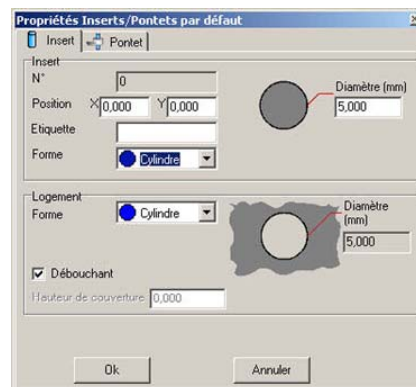 Propriétés Inserts/Pontets par défaut
Insert Pontet
Insert
N° 0
Position X 0,000 Y 0,000
Etiquette
Forme Cylindre
Diamètre (mm)
5,000
Logement
Forme Cylindre
Diamètre
(mm)
5,000
Débouchant
Hauteur de couverture 0,000
Ok Annuler